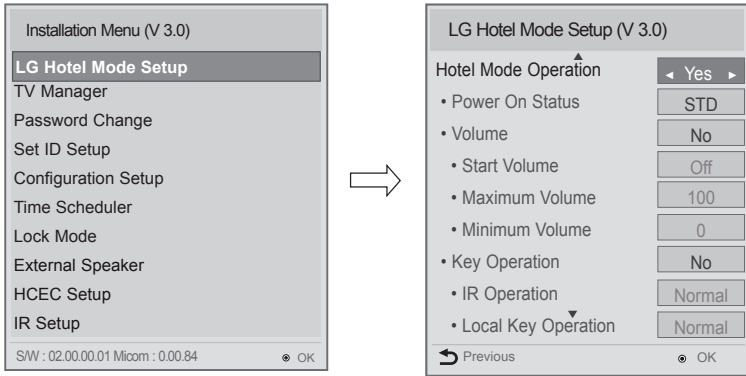 Installation Menu (V 3.0)
LG Hotel Mode Setup
TV Manager
Password Change
Set ID Setup
Configuration Setup
Time Scheduler
Lock Mode
External Speaker
HCEC Setup
IR Setup
S/W : 02.00.00.01 Micom : 0.00.84 ◉ OK
LG Hotel Mode Setup (V 3.0)
Hotel Mode Operation ◄ Yes ►
• Power On Status STD
• Volume No
• Start Volume Off
• Maximum Volume 100
• Minimum Volume 0
• Key Operation No
• IR Operation Normal
• Local Key Operation Normal
Previous ◉ OK